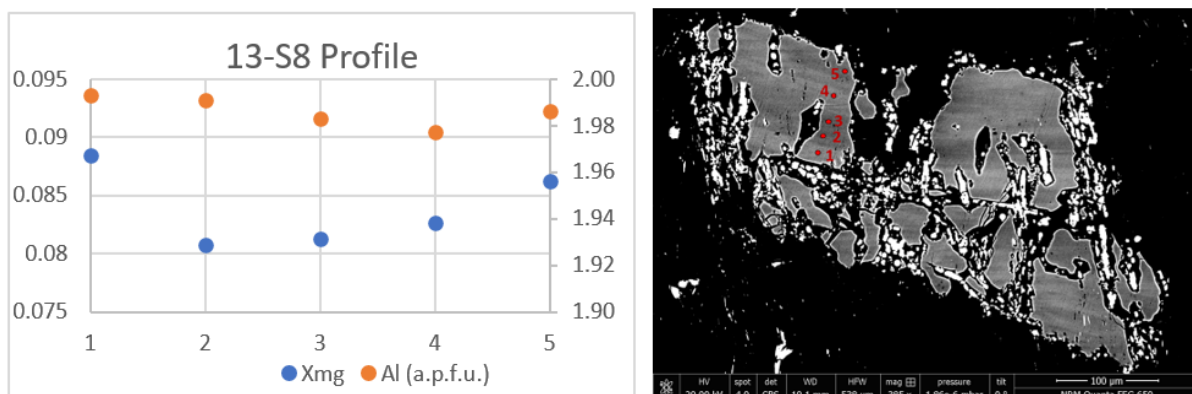 13-S8 Profile
0.095 2.00
0.09 1.98
0.085 1.96
1.94
0.08 1.92
0.075 1.90
1 2 3 4 5
Xmg Al (a.p.f.u.)
5
4
3
2
1
HV spot det WD HFW mag pressure tilt
100 µm